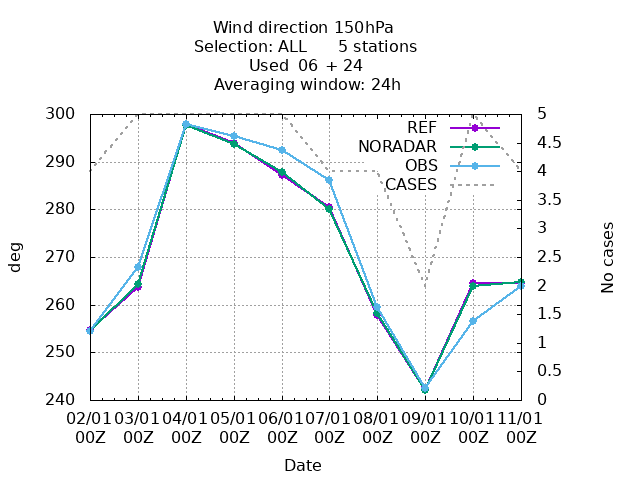 Wind direction 150hPa
Selection: ALL 5 stations
Used 06 + 24
Averaging window: 24h
300
290
280
270
260
250
240
deg
5
4.5
4
3.5
3
2.5
2
1.5
1
0.5
0
No cases
REF
NORADAR
OBS
CASES
02/01 03/01 04/01 05/01 06/01 07/01 08/01 09/01 10/01 11/01
00Z 00Z 00Z 00Z 00Z 00Z 00Z 00Z 00Z 00Z
Date